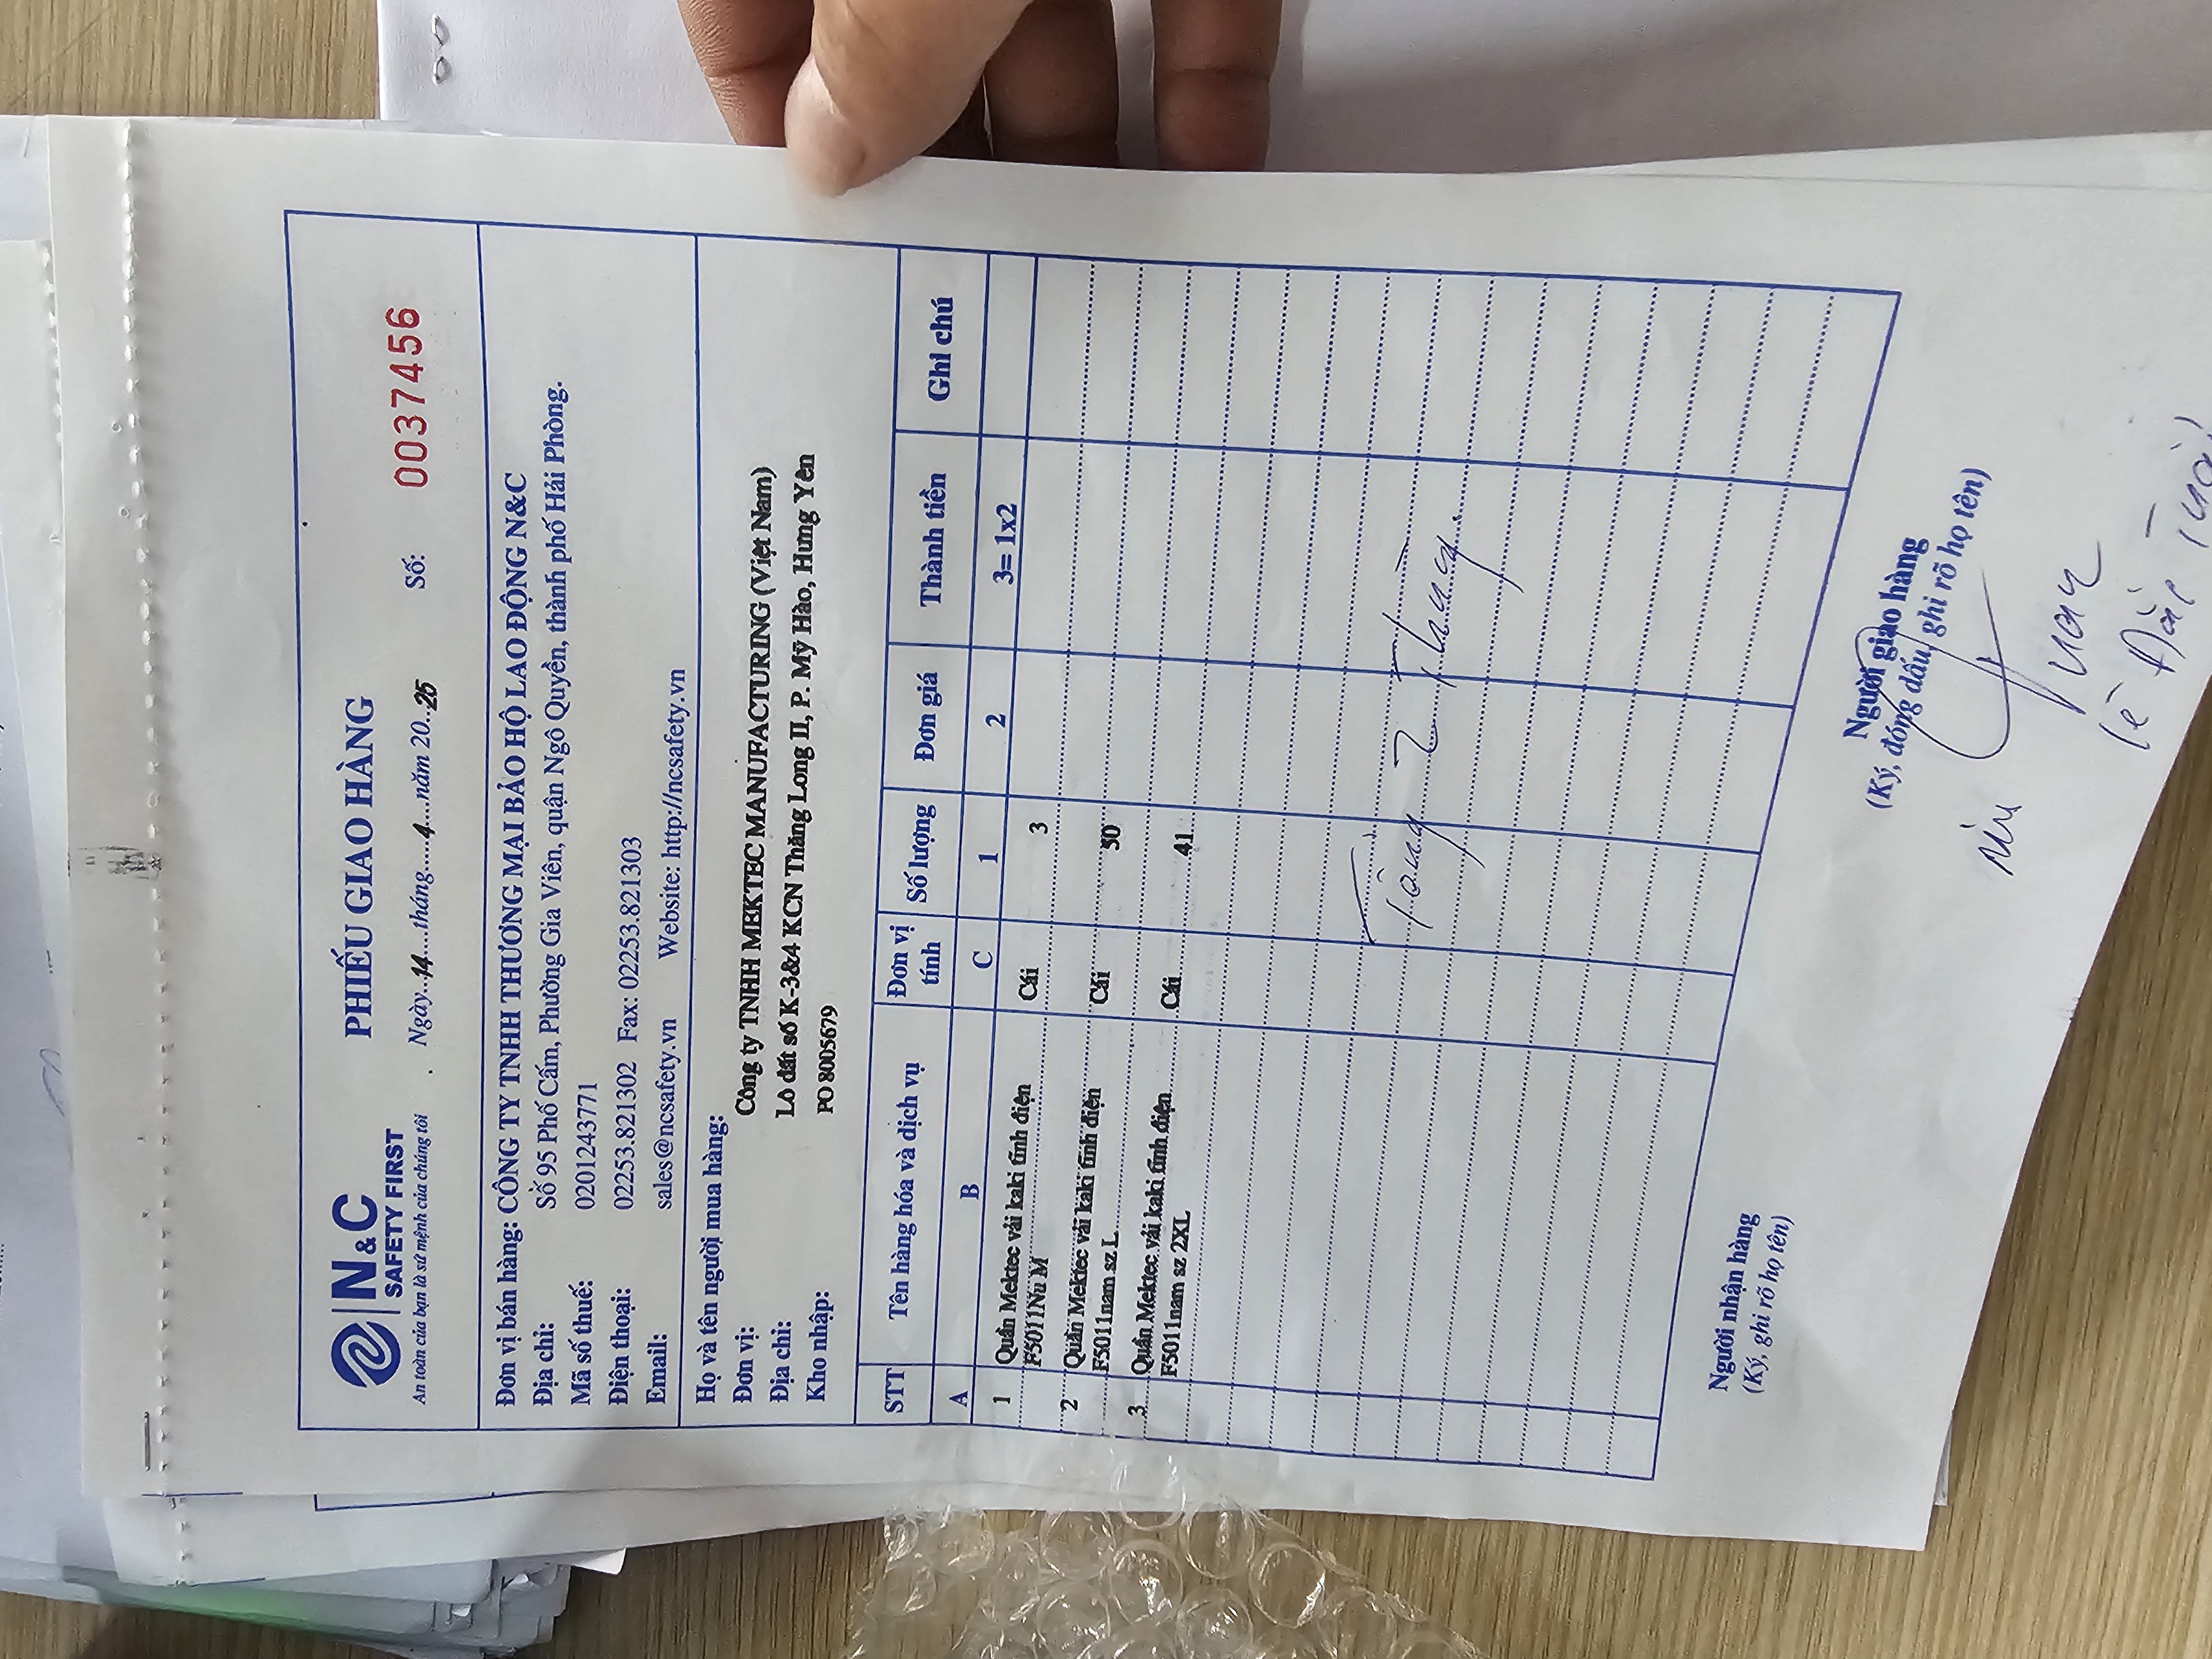 N&C
SAFETY FIRST
An toàn của bạn là sứ mệnh của chúng tôi
PHIẾU GIAO HÀNG
Ngày..14....tháng.....4....năm 20..25
Số: 0037456
Đơn vị bán hàng: CÔNG TY TNHH THƯƠNG MẠI BẢO HỘ LAO ĐỘNG N&C
Địa chỉ: Số 95 Phố Cấm, Phường Gia Viên, quận Ngô Quyền, thành phố Hải Phòng.
Mã số thuế: 0201243771
Điện thoại: 02253.821302 Fax: 02253.821303
Email: sales@ncsafety.vn Website: http://ncsafety.vn
Họ và tên người mua hàng:
Đơn vị: Công ty TNHH MEKTEC MANUFACTURING (Việt Nam)
Địa chỉ: Lô đất số K-3&4 KCN Thăng Long II, P. Mỹ Hào, Hưng Yên
Kho nhập: PO 8005679
STT Tên hàng hóa và dịch vụ Đơn vị tính Số lượng Đơn giá Thành tiền Ghi chú
A B C 1 2 3= 1x2
1 Quần Mektec vải kaki tĩnh điện Cái 3
F5011Nu M
2 Quần Mektec vải kaki tĩnh điện Cái 30
F5011nam sz L
3 Quần Mektec vải kaki tĩnh điện Cái 41
F5011nam sz 2XL
Tổng 2 Thùng
Người nhận hàng
(Ký, ghi rõ họ tên)
Người giao hàng
(Ký, đóng dấu, ghi rõ họ tên)
Lê Đắc